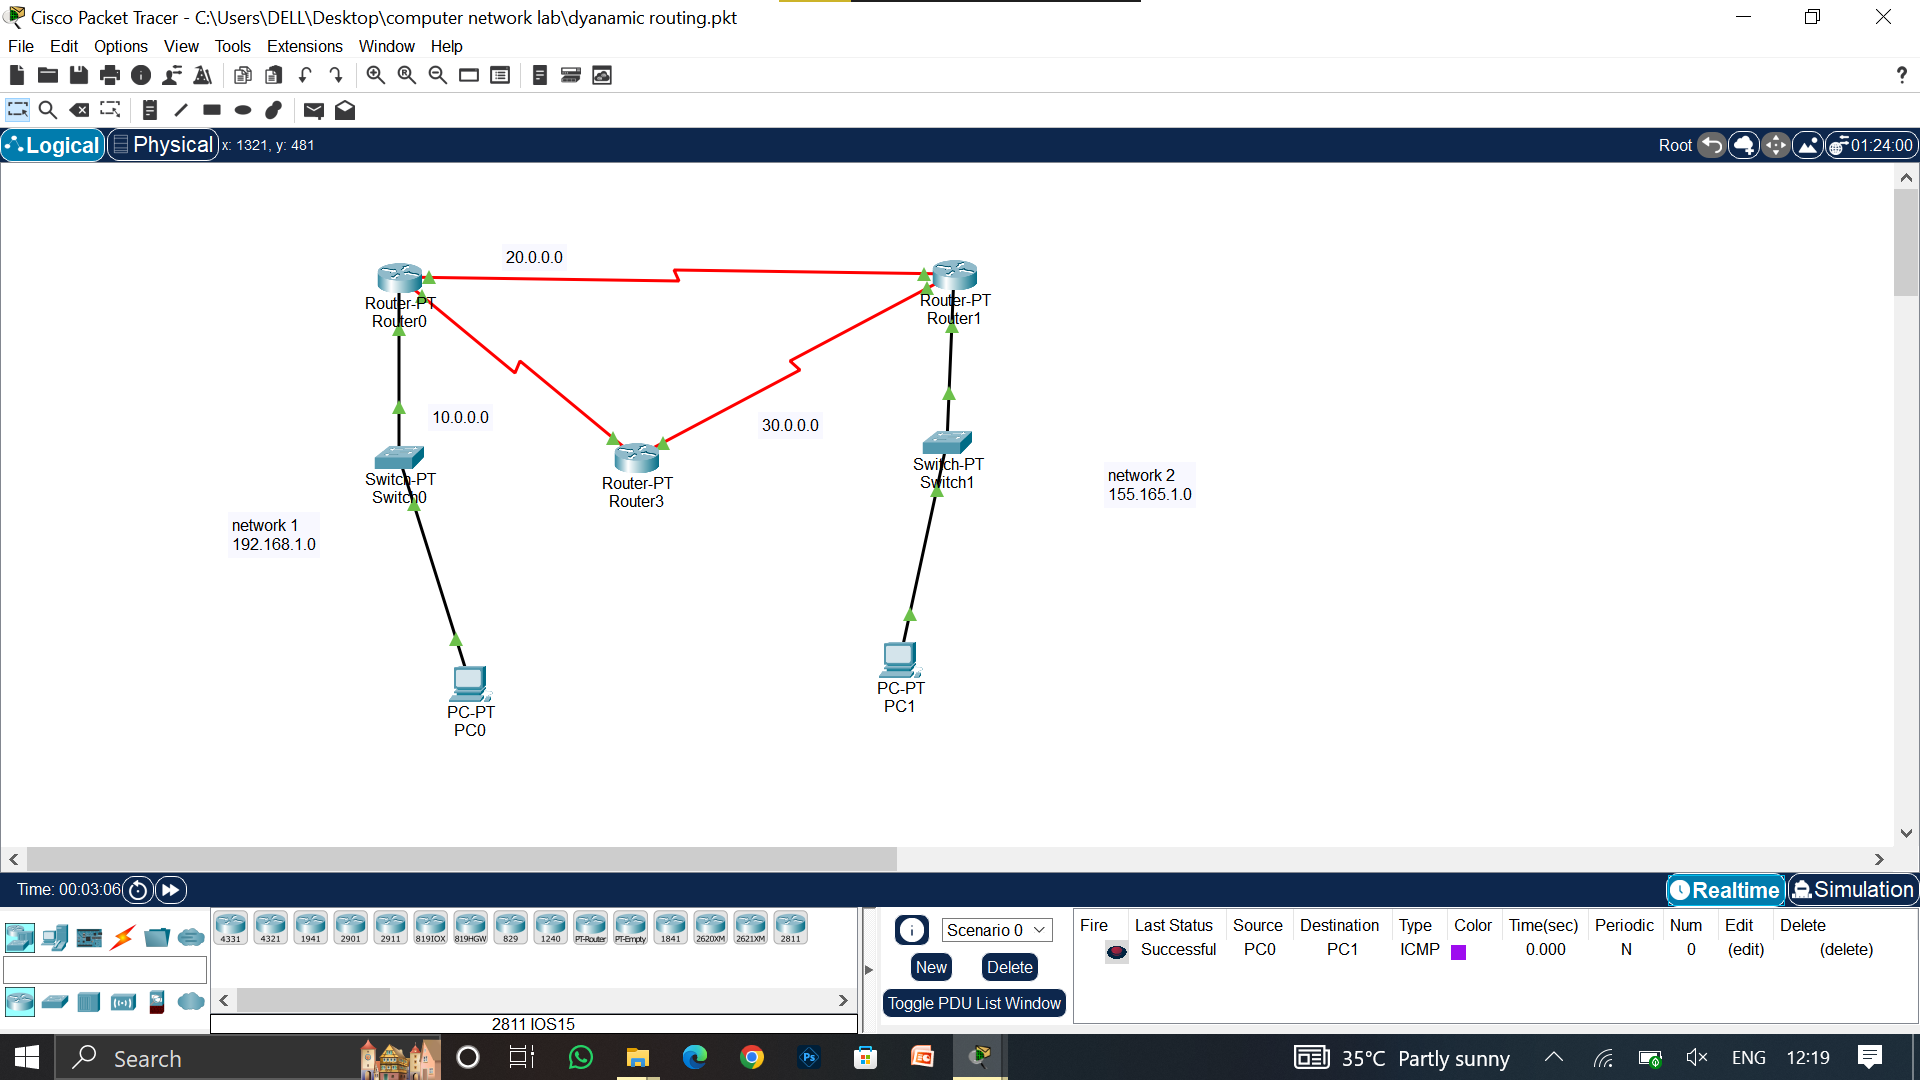 Cisco Packet Tracer - C:\Users\DELL\Desktop\computer network lab\dyanamic routing.pkt
File Edit Options View Tools Extensions Window Help
?
Logical Physical x: 1321, y: 481 Root 01:24:00
20.0.0.0
Router-PT
Router0
Router-PT
Router1
10.0.0.0
30.0.0.0
Switch-PT
Switch0
Router-PT
Router3
Switch-PT
Switch1
network 2
155.165.1.0
network 1
192.168.1.0
PC-PT
PC0
PC-PT
PC1
Time: 00:03:06 Realtime Simulation
4331 4321 1941 2901 2911 819IOX 819HGW 829 1240 PT-Router PT-Empty 1841 2620XM 2621XM 2811
2811 IOS15
Scenario 0
New Delete
Toggle PDU List Window
Fire Last Status Source Destination Type Color Time(sec) Periodic Num Edit Delete
Successful PC0 PC1 ICMP 0.000 N 0 (edit) (delete)
Search Ps 35°C Partly sunny ENG 12:19